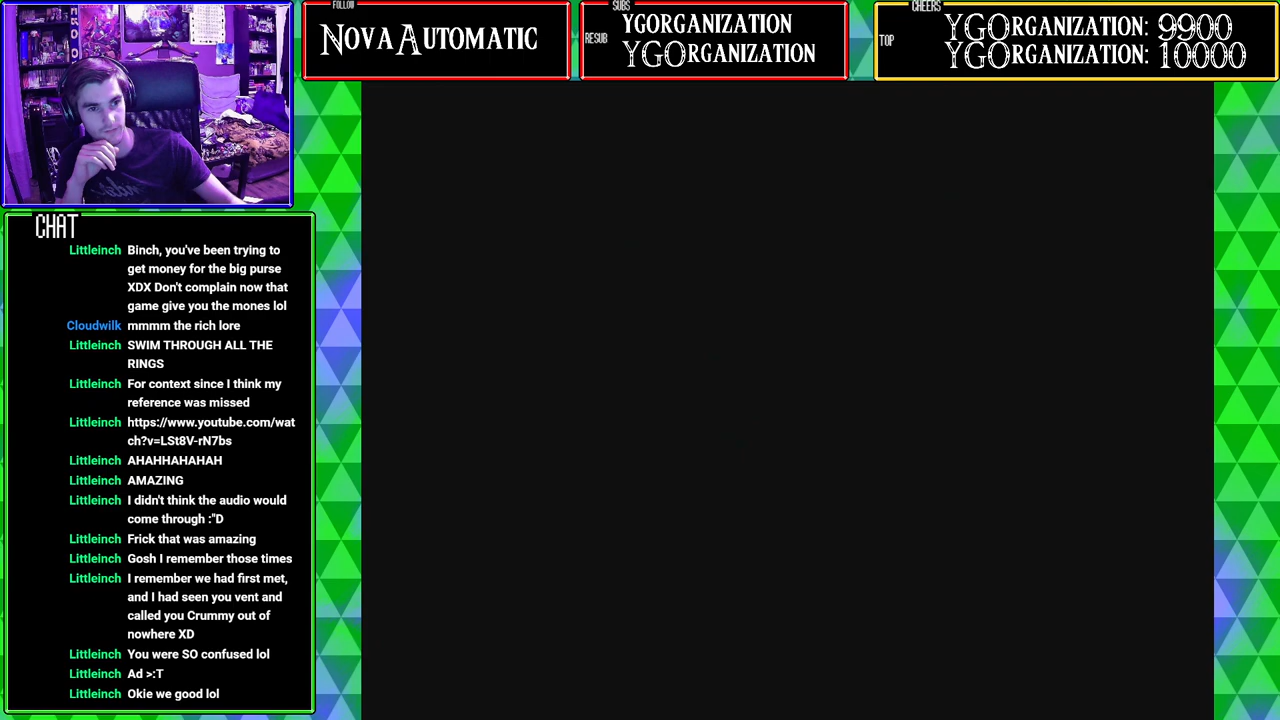 FOLLOW
NOVA AUTOMATIC
SUBS
YGORGANIZATION
RESUB
YGORGANIZATION
CHEERS
YGORGANIZATION: 9900
TOP
YGORGANIZATION: 10000
CHAT
Littleinch Binch, you've been trying to
get money for the big purse
XDX Don't complain now that
game give you the mones lol
Cloudwilk mmmm the rich lore
Littleinch SWIM THROUGH ALL THE
RINGS
Littleinch For context since I think my
reference was missed
Littleinch https://www.youtube.com/wat
ch?v=LSt8V-rN7bs
Littleinch AHAHHAHAHAH
Littleinch AMAZING
Littleinch I didn't think the audio would
come through :"D
Littleinch Frick that was amazing
Littleinch Gosh I remember those times
Littleinch I remember we had first met,
and I had seen you vent and
called you Crummy out of
nowhere XD
Littleinch You were SO confused lol
Littleinch Ad >:T
Littleinch Okie we good lol